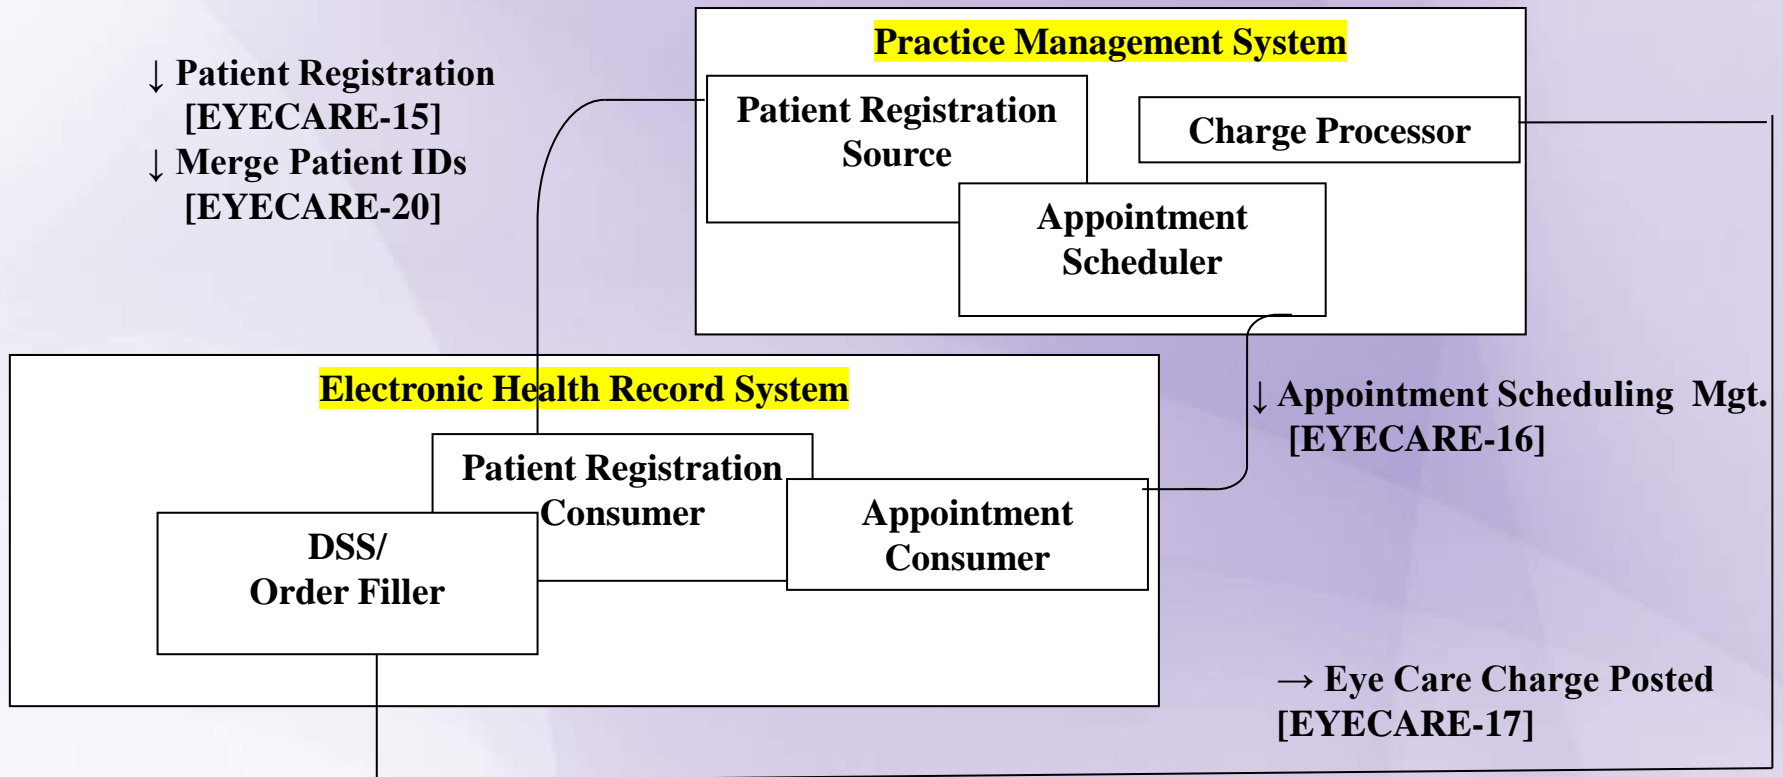 Practice Management System
↓ Patient Registration
[EYECARE-15]
↓ Merge Patient IDs
[EYECARE-20]
Patient Registration
Source
Charge Processor
Appointment
Scheduler
Electronic Health Record System
↓ Appointment Scheduling Mgt.
[EYECARE-16]
Patient Registration
Consumer
Appointment
Consumer
DSS/
Order Filler
→ Eye Care Charge Posted
[EYECARE-17]